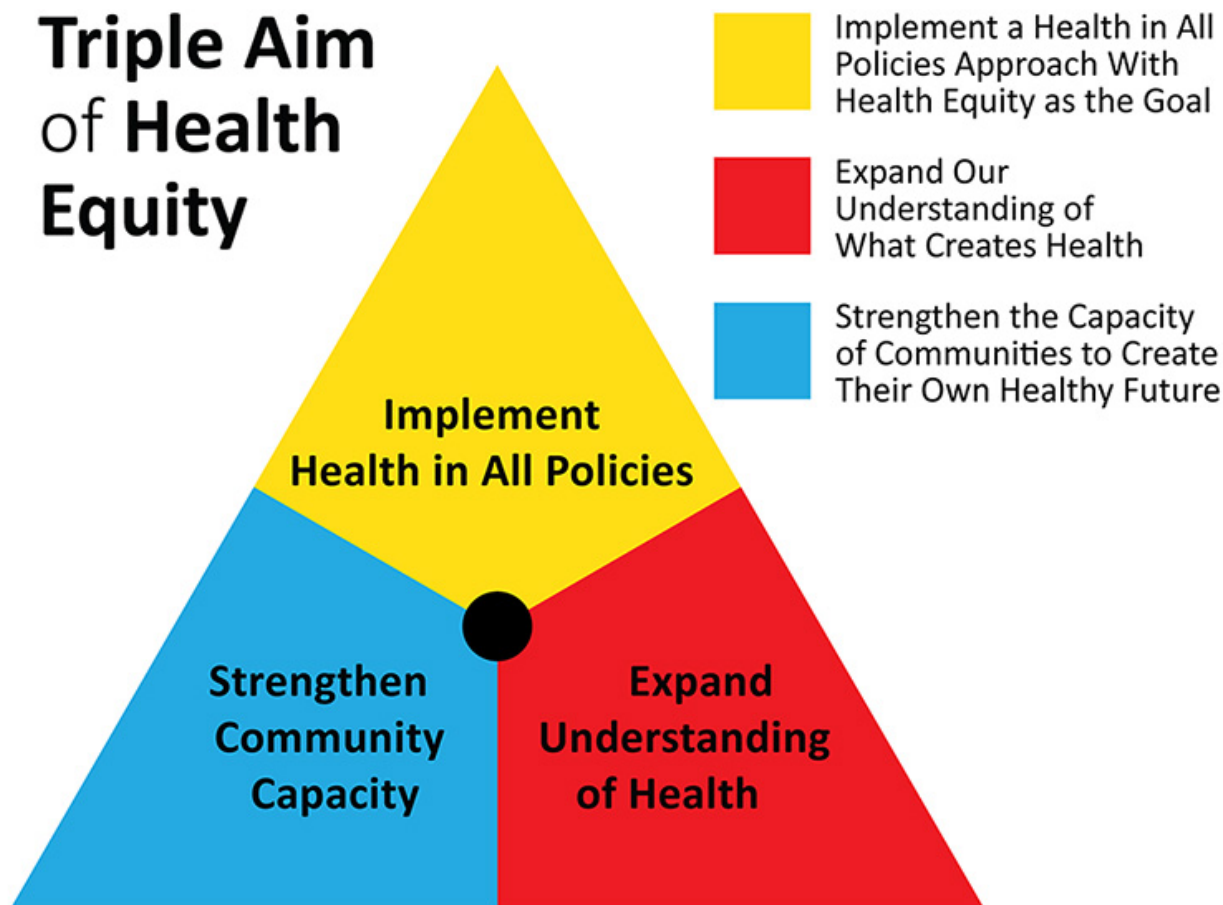 Triple Aim
of Health
Equity
Implement a Health in All
Policies Approach With
Health Equity as the Goal
Expand Our
Understanding of
What Creates Health
Strengthen the Capacity
of Communities to Create
Their Own Healthy Future
Implement
Health in All Policies
Strengthen
Community
Capacity
Expand
Understanding
of Health